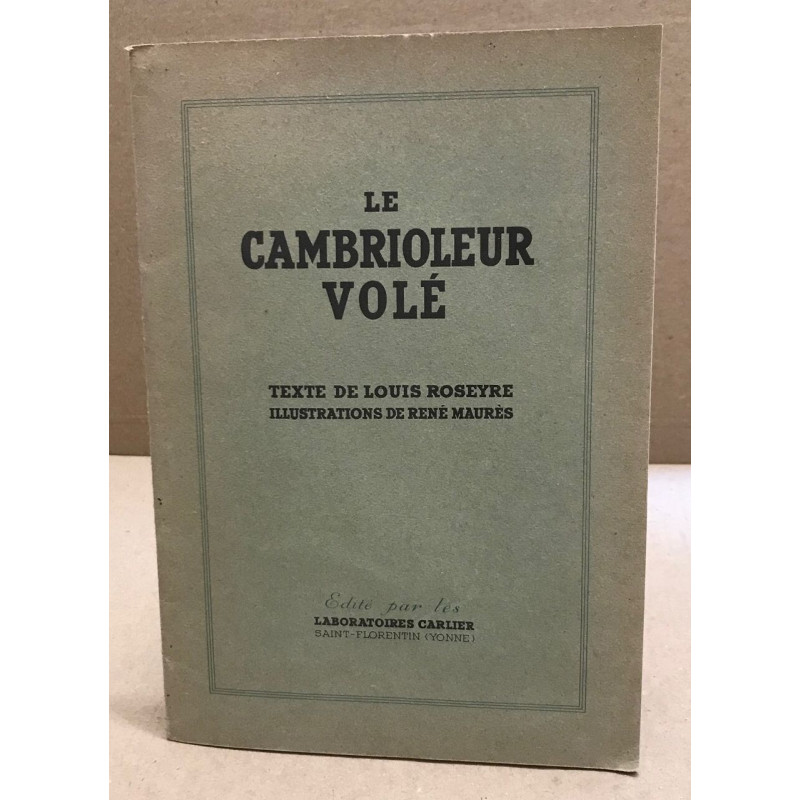 LE
CAMBRIOLEUR
VOLÉ
TEXTE DE LOUIS ROSEYRE
ILLUSTRATIONS DE RENÉ MAURÈS
Edité par les
LABORATOIRES CARLIER
SAINT-FLORENTIN (YONNE)